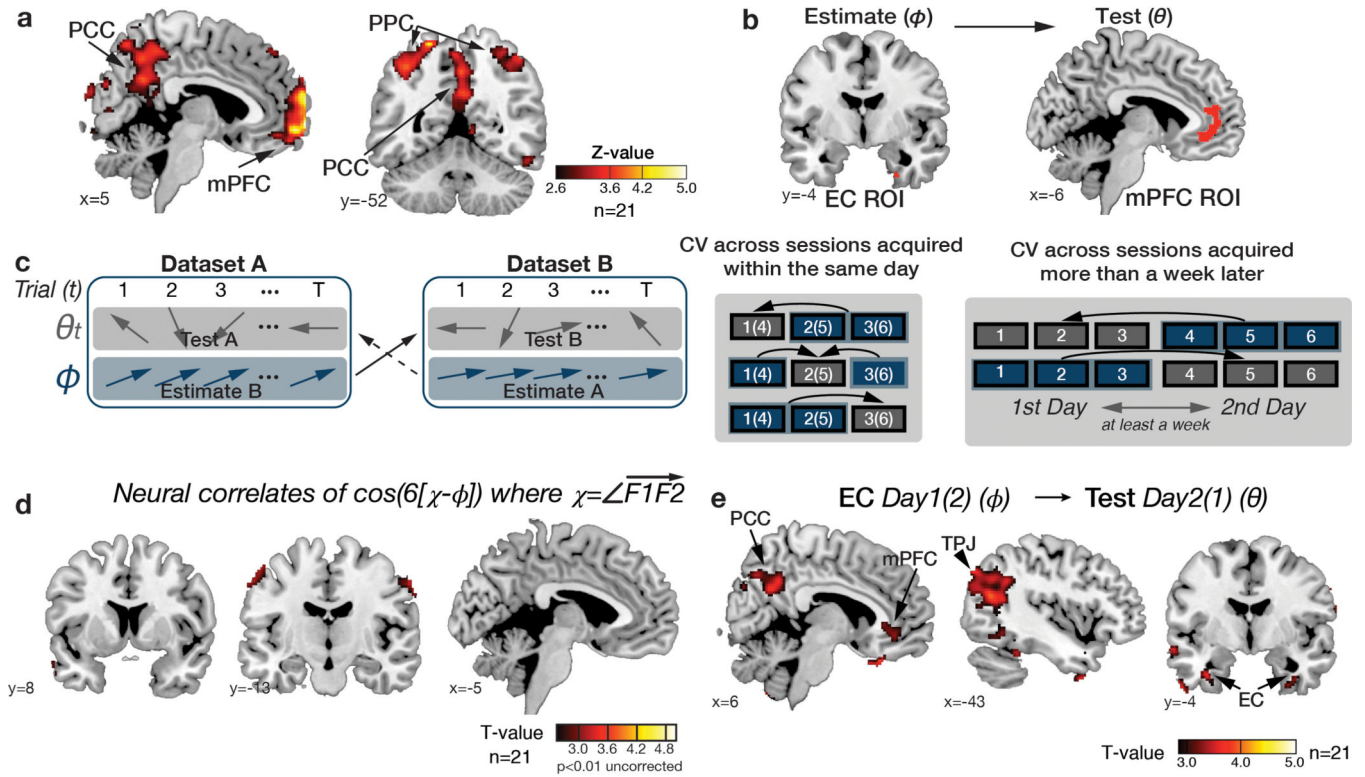 a
PCC
PPC
PCC
mPFC
x=5
y=-52
Z-value
2.6 3.6 4.2 5.0
n=21
b
Estimate (ϕ)
Test (θ)
y=-4
EC ROI
x=-6
mPFC ROI
c
Dataset A
Dataset B
Trial (t) 1 2 3 ••• T
1 2 3 ••• T
θt
•••
Test A
•••
Test B
ϕ
•••
Estimate B
•••
Estimate A
CV across sessions acquired
within the same day
1(4) 2(5) 3(6)
1(4) 2(5) 3(6)
1(4) 2(5) 3(6)
CV across sessions acquired
more than a week later
1 2 3 4 5 6
1 2 3 4 5 6
1st Day 2nd Day
at least a week
d
Neural correlates of cos(6[χ-ϕ]) where χ=∠F1F2
y=8
y=-13
x=-5
T-value
n=21
3.0 3.6 4.2 4.8
p<0.01 uncorrected
e
EC Day1(2) (ϕ) → Test Day2(1) (θ)
PCC
mPFC
TPJ
EC
x=6
x=-43
y=-4
T-value
3.0 4.0 5.0
n=21